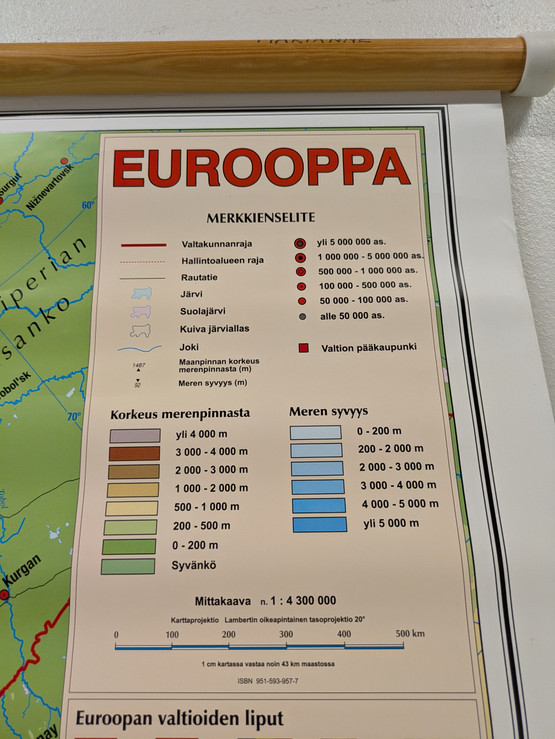 MARIANNE
EUROOPPA
MERKKIENSELITE
Valtakunnanraja
Hallintoalueen raja
Rautatie
Järvi
Suolajärvi
Kuiva järviallas
Joki
1487
Maanpinnan korkeus
merenpinnasta (m)
52
Meren syvyys (m)
yli 5 000 000 as.
1 000 000 - 5 000 000 as.
500 000 - 1 000 000 as.
100 000 - 500 000 as.
50 000 - 100 000 as.
alle 50 000 as.
Valtion pääkaupunki
Korkeus merenpinnasta
yli 4 000 m
3 000 - 4 000 m
2 000 - 3 000 m
1 000 - 2 000 m
500 - 1 000 m
200 - 500 m
0 - 200 m
Syvänkö
Meren syvyys
0 - 200 m
200 - 2 000 m
2 000 - 3 000 m
3 000 - 4 000 m
4 000 - 5 000 m
yli 5 000 m
Mittakaava n. 1 : 4 300 000
Karttaprojektio Lambertin oikeapintainen tasoprojektio 20°
0 100 200 300 400 500 km
1 cm kartassa vastaa noin 43 km maastossa
ISBN 951-593-957-7
Euroopan valtioiden liput
surgut
Nižnevartovsk
60°
iperian
sanko
obol'sk
70°
Kurgan
nay